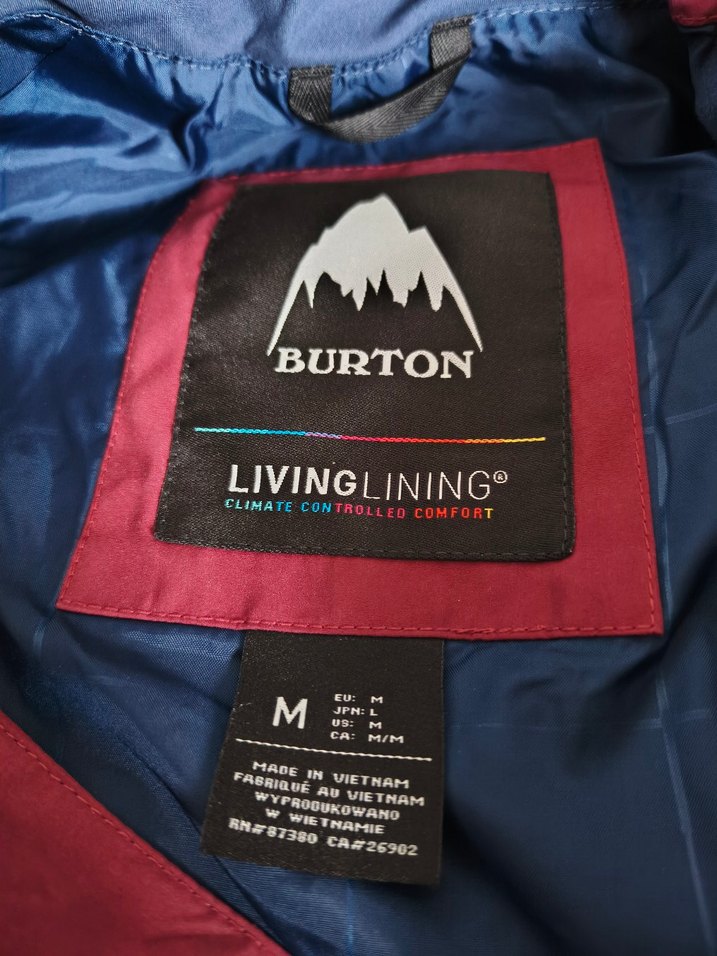 BURTON
LIVINGLINING®
CLIMATE CONTROLLED COMFORT
M
EU: M
JPN: L
US: M
CA: M/M
MADE IN VIETNAM
FABRIQUÉ AU VIETNAM
WYPRODUKOWANO
W WIETNAMIE
RN#87380 CA#26902